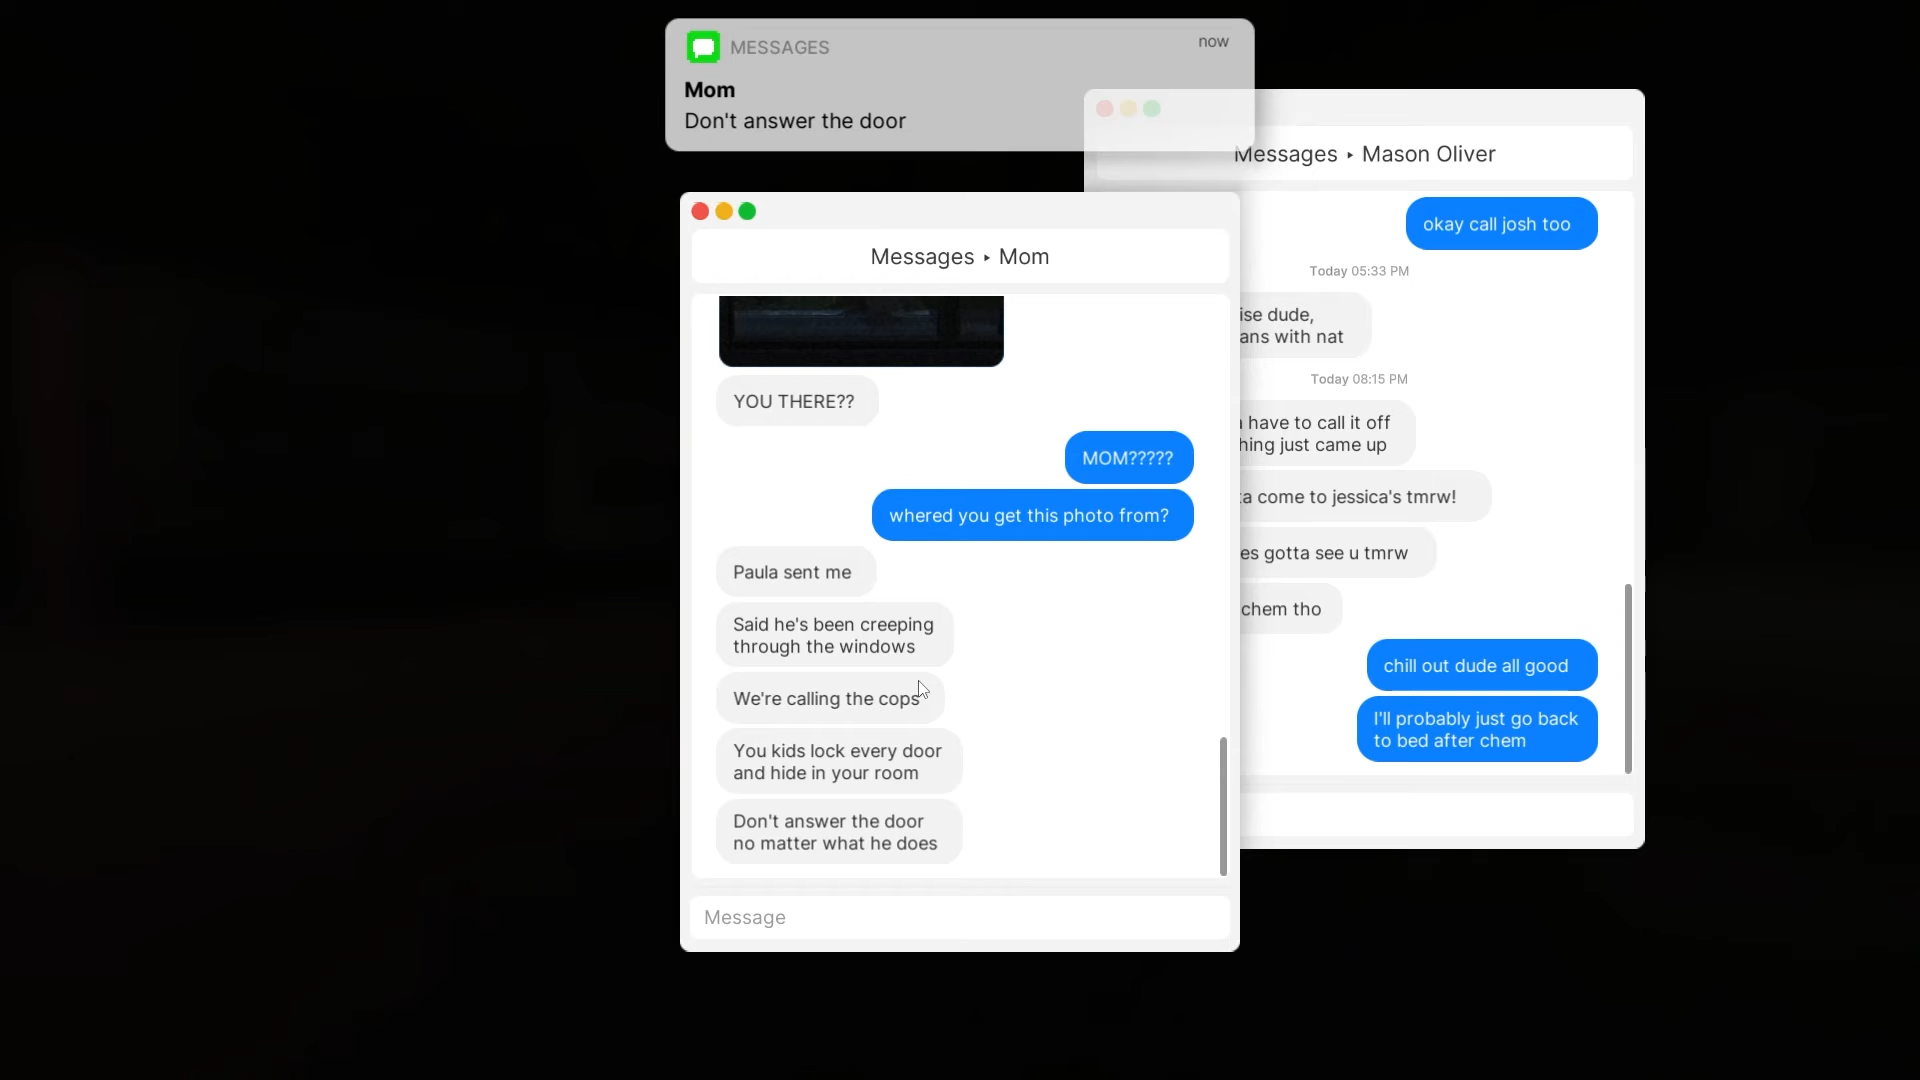 MESSAGES
now
Mom
Don't answer the door
Messages ▸ Mom
YOU THERE??
MOM?????
whered you get this photo from?
Paula sent me
Said he's been creeping
through the windows
We're calling the cops
You kids lock every door
and hide in your room
Don't answer the door
no matter what he does
Message
Messages ▸ Mason Oliver
okay call josh too
Today 05:33 PM
dude,
with nat
Today 08:15 PM
have to call it off
just came up
come to jessica's tmrw!
gotta see u tmrw
chem tho
chill out dude all good
I'll probably just go back
to bed after chem